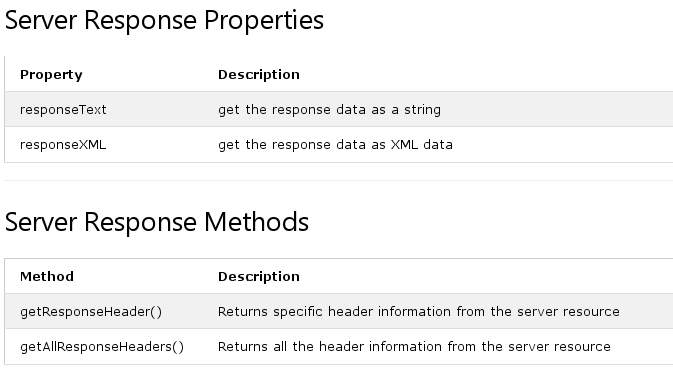 Server Response Properties
Property Description
responseText get the response data as a string
responseXML get the response data as XML data
Server Response Methods
Method Description
getResponseHeader() Returns specific header information from the server resource
getAllResponseHeaders() Returns all the header information from the server resource